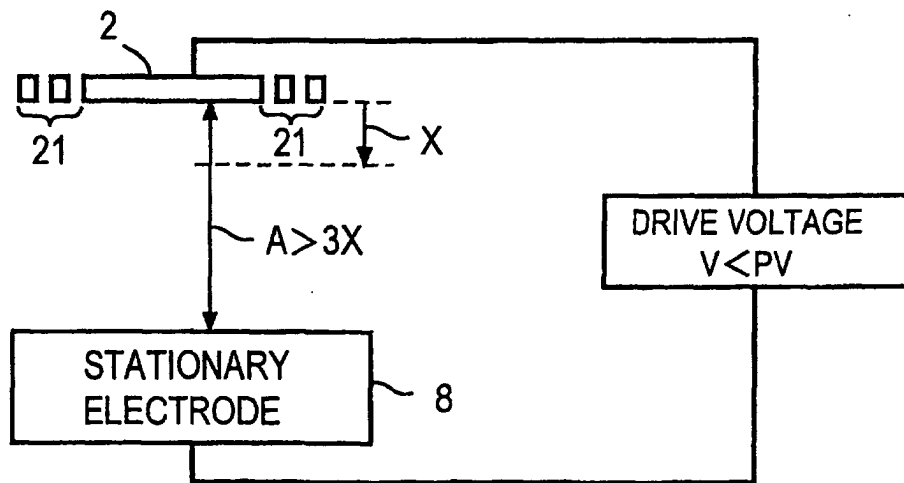 2
21
21
X
A>3X
DRIVE VOLTAGE
V<PV
STATIONARY
ELECTRODE
8